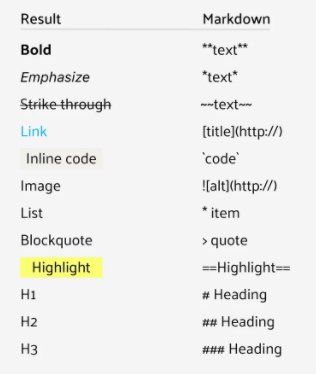 Result Markdown
Bold **text**
Emphasize *text*
Strike through ~~text~~
Link [title](http://)
Inline code `code`
Image ![alt](http://)
List * item
Blockquote > quote
Highlight ==Highlight==
H1 # Heading
H2 ## Heading
H3 ### Heading